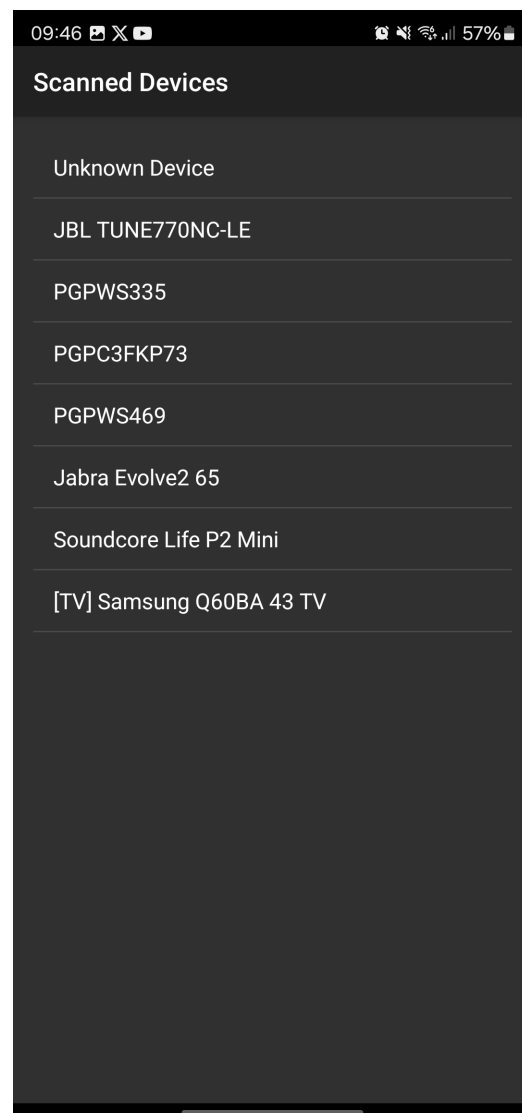 09:46 57%
Scanned Devices
Unknown Device
JBL TUNE770NC-LE
PGPWS335
PGPC3FKP73
PGPWS469
Jabra Evolve2 65
Soundcore Life P2 Mini
[TV] Samsung Q60BA 43 TV